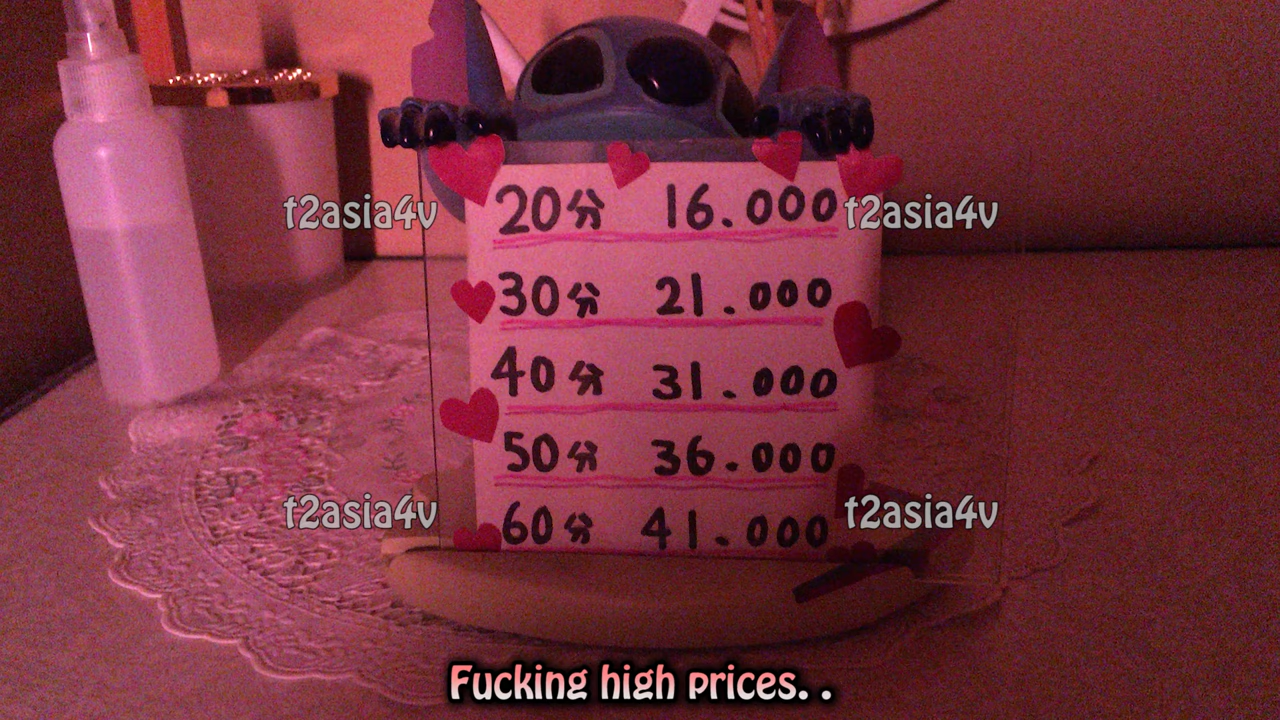 20分 16.000
t2asia4v t2asia4v
30分 21.000
40分 31.000
50分 36.000
t2asia4v t2asia4v
60分 41.000
Fucking high prices. .